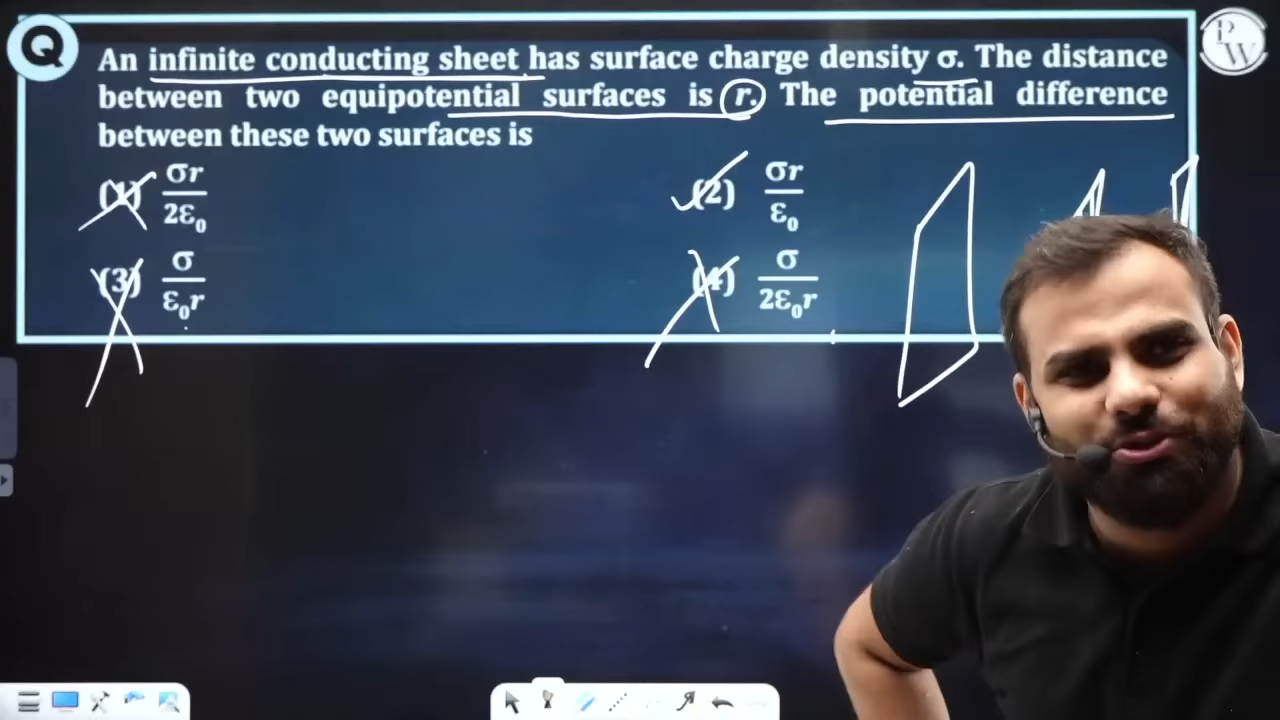 Q
An infinite conducting sheet has surface charge density σ. The distance
between two equipotential surfaces is r. The potential difference
between these two surfaces is
(1) σr/2ε₀
(2) σr/ε₀
(3) σ/ε₀r
(4) σ/2ε₀r
PW